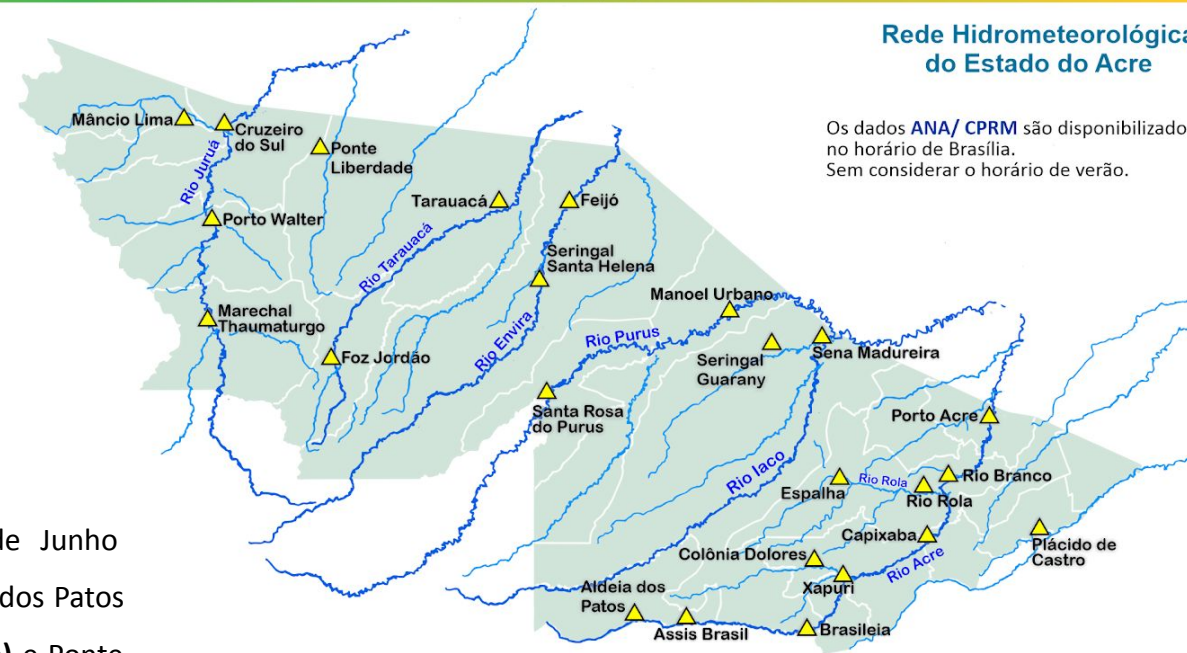 Rede Hidrometeorológica
do Estado do Acre
Os dados ANA/ CPRM são disponibilizado
no horário de Brasília.
Sem considerar o horário de verão.
Mâncio Lima
Cruzeiro
do Sul
Ponte
Liberdade
Rio Juruá
Tarauacá
Feijó
Porto Walter
Rio Tarauacá
Seringal
Santa Helena
Manoel Urbano
Marechal
Thaumaturgo
Rio Envira
Rio Purus
Foz Jordão
Seringal
Guarany
Sena Madureira
Santa Rosa
do Purus
Porto Acre
Rio Iaco
Espalha
Rio Rola
Rio Branco
Rio Rola
Capixaba
Plácido de
Castro
Colônia Dolores
Rio Acre
Xapuri
Aldeia dos
Patos
Assis Brasil
Brasileia
de Junho
dos Patos
e Ponte